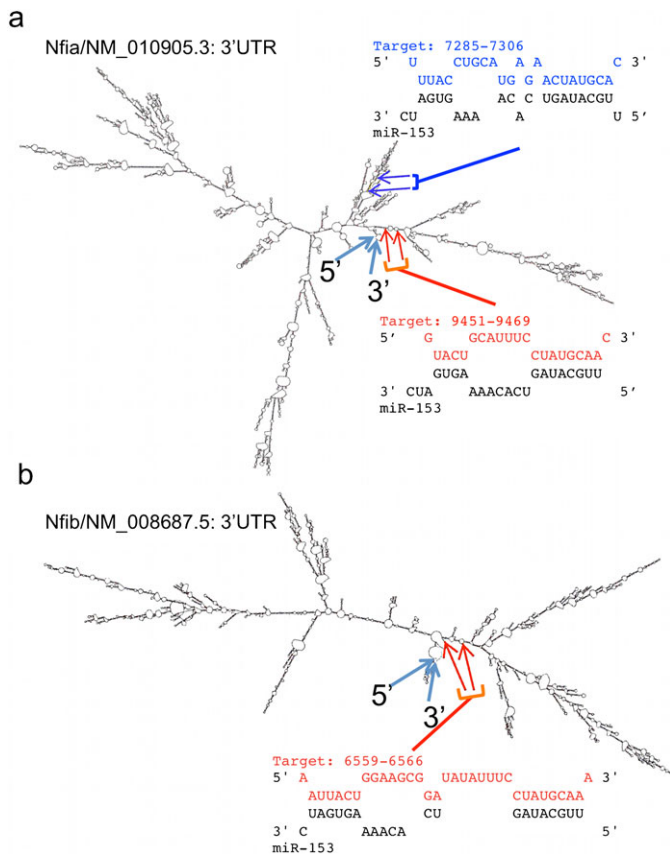 a
Nfia/NM_010905.3: 3'UTR
Target: 7285-7306
5' U CUGCA A A C 3'
UUAC UG G ACUAUGCA
AGUG AC C UGAUACGU
3' CU AAA A U 5'
miR-153
5'
3'
Target: 9451-9469
5' G GCAUUUC C 3'
UACU CUAUGCAA
GUGA GAUACGUU
3' CUA AAACACU 5'
miR-153
b
Nfib/NM_008687.5: 3'UTR
5'
3'
Target: 6559-6566
5' A GGAAGCG UAUAUUUC A 3'
AUUACU GA CUAUGCAA
UAGUGA CU GAUACGUU
3' C AAACA 5'
miR-153